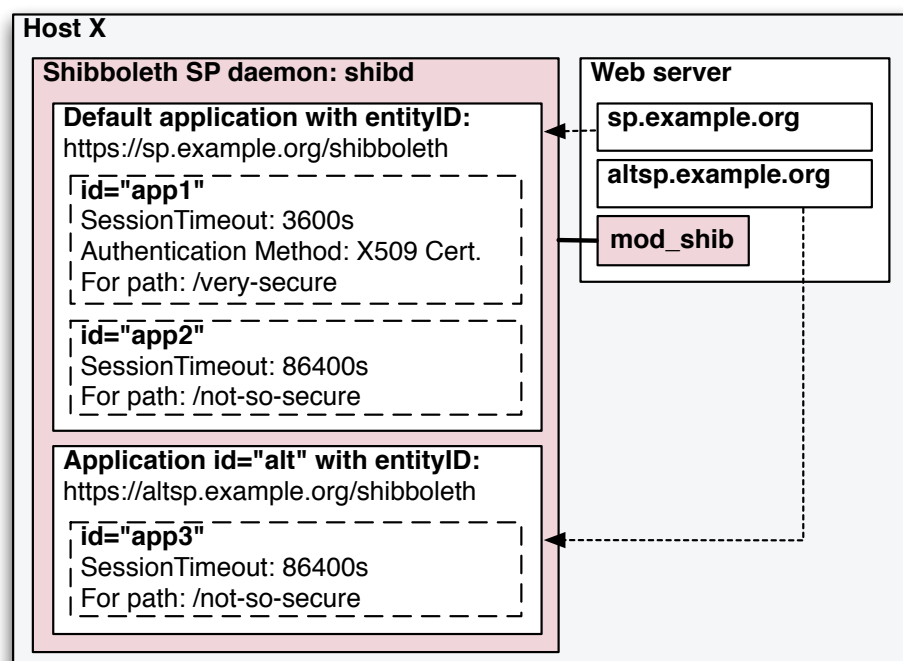 Host X
Shibboleth SP daemon: shibd
Default application with entityID:
https://sp.example.org/shibboleth
id="app1"
SessionTimeout: 3600s
Authentication Method: X509 Cert.
For path: /very-secure
id="app2"
SessionTimeout: 86400s
For path: /not-so-secure
Application id="alt" with entityID:
https://altsp.example.org/shibboleth
id="app3"
SessionTimeout: 86400s
For path: /not-so-secure
Web server
sp.example.org
altsp.example.org
mod_shib